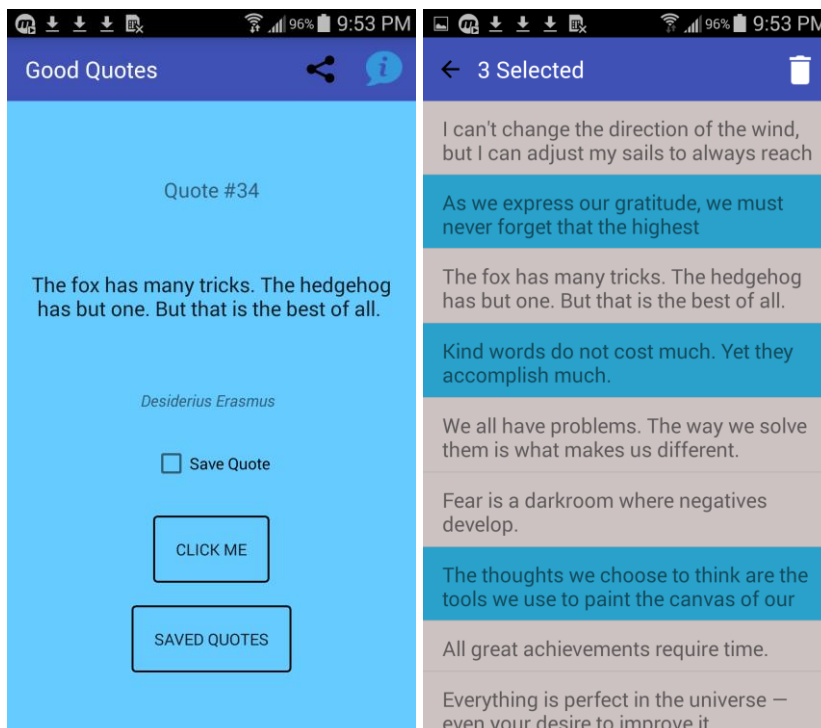 96% 9:53 PM
Good Quotes
Quote #34
The fox has many tricks. The hedgehog
has but one. But that is the best of all.
Desiderius Erasmus
Save Quote
CLICK ME
SAVED QUOTES
96% 9:53 PM
3 Selected
I can't change the direction of the wind,
but I can adjust my sails to always reach
As we express our gratitude, we must
never forget that the highest
The fox has many tricks. The hedgehog
has but one. But that is the best of all.
Kind words do not cost much. Yet they
accomplish much.
We all have problems. The way we solve
them is what makes us different.
Fear is a darkroom where negatives
develop.
The thoughts we choose to think are the
tools we use to paint the canvas of our
All great achievements require time.
Everything is perfect in the universe —
even your desire to improve it.